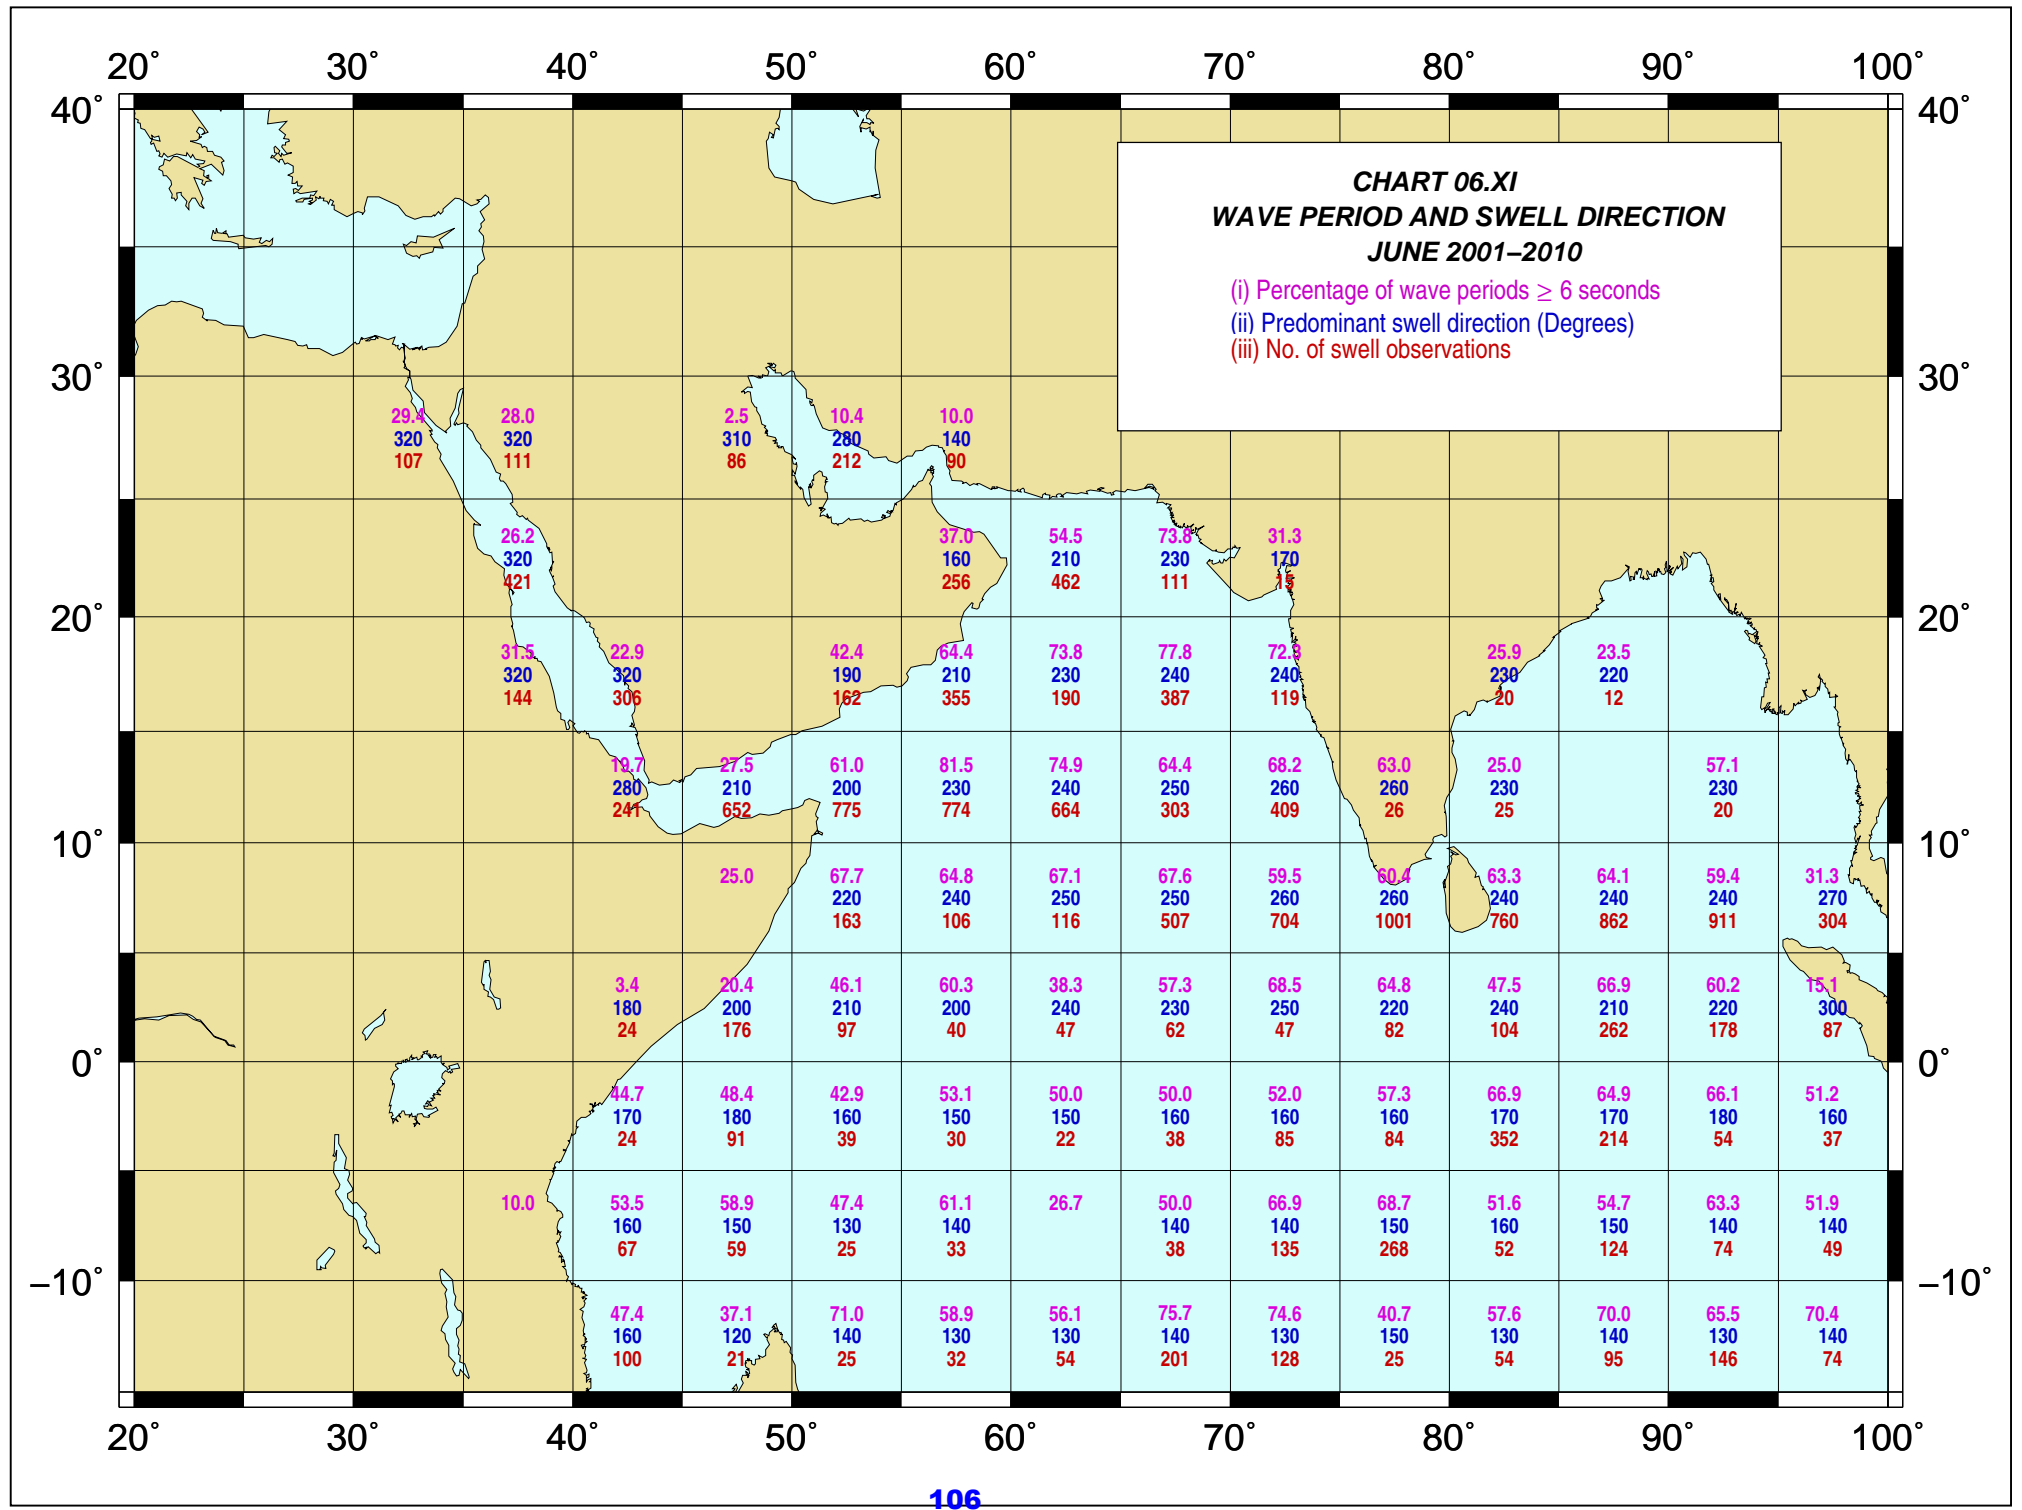 20° 30° 40° 50° 60° 70° 80° 90° 100°
40° 40°
CHART 06.XI
WAVE PERIOD AND SWELL DIRECTION
JUNE 2001–2010
(i) Percentage of wave periods ≥ 6 seconds
(ii) Predominant swell direction (Degrees)
(iii) No. of swell observations
30° 30°
29.4 28.0 2.5 10.4 10.0
320 320 310 280 140
107 111 86 212 90
26.2 37.0 54.5 73.8 31.3
320 160 210 230 170
421 256 462 111 15
20° 20°
31.5 22.9 42.4 64.4 73.8 77.8 72.3 25.9 23.5
320 320 190 210 230 240 240 230 220
144 306 162 355 190 387 119 20 12
19.7 27.5 61.0 81.5 74.9 64.4 68.2 63.0 25.0 57.1
280 210 200 230 240 250 260 260 230 230
241 652 775 774 664 303 409 26 25 20
10° 10°
25.0 67.7 64.8 67.1 67.6 59.5 60.4 63.3 64.1 59.4 31.3
220 240 250 250 260 260 240 240 240 270
163 106 116 507 704 1001 760 862 911 304
3.4 20.4 46.1 60.3 38.3 57.3 68.5 64.8 47.5 66.9 60.2 15.1
180 200 210 200 240 230 250 220 240 210 220 300
24 176 97 40 47 62 47 82 104 262 178 87
0° 0°
44.7 48.4 42.9 53.1 50.0 50.0 52.0 57.3 66.9 64.9 66.1 51.2
170 180 160 150 150 160 160 160 170 170 180 160
24 91 39 30 22 38 85 84 352 214 54 37
10.0 53.5 58.9 47.4 61.1 26.7 50.0 66.9 68.7 51.6 54.7 63.3 51.9
160 150 130 140 140 140 150 160 150 140 140
67 59 25 33 38 135 268 52 124 74 49
−10° −10°
47.4 37.1 71.0 58.9 56.1 75.7 74.6 40.7 57.6 70.0 65.5 70.4
160 120 140 130 130 140 130 150 130 140 130 140
100 21 25 32 54 201 128 25 54 95 146 74
20° 30° 40° 50° 60° 70° 80° 90° 100°
106